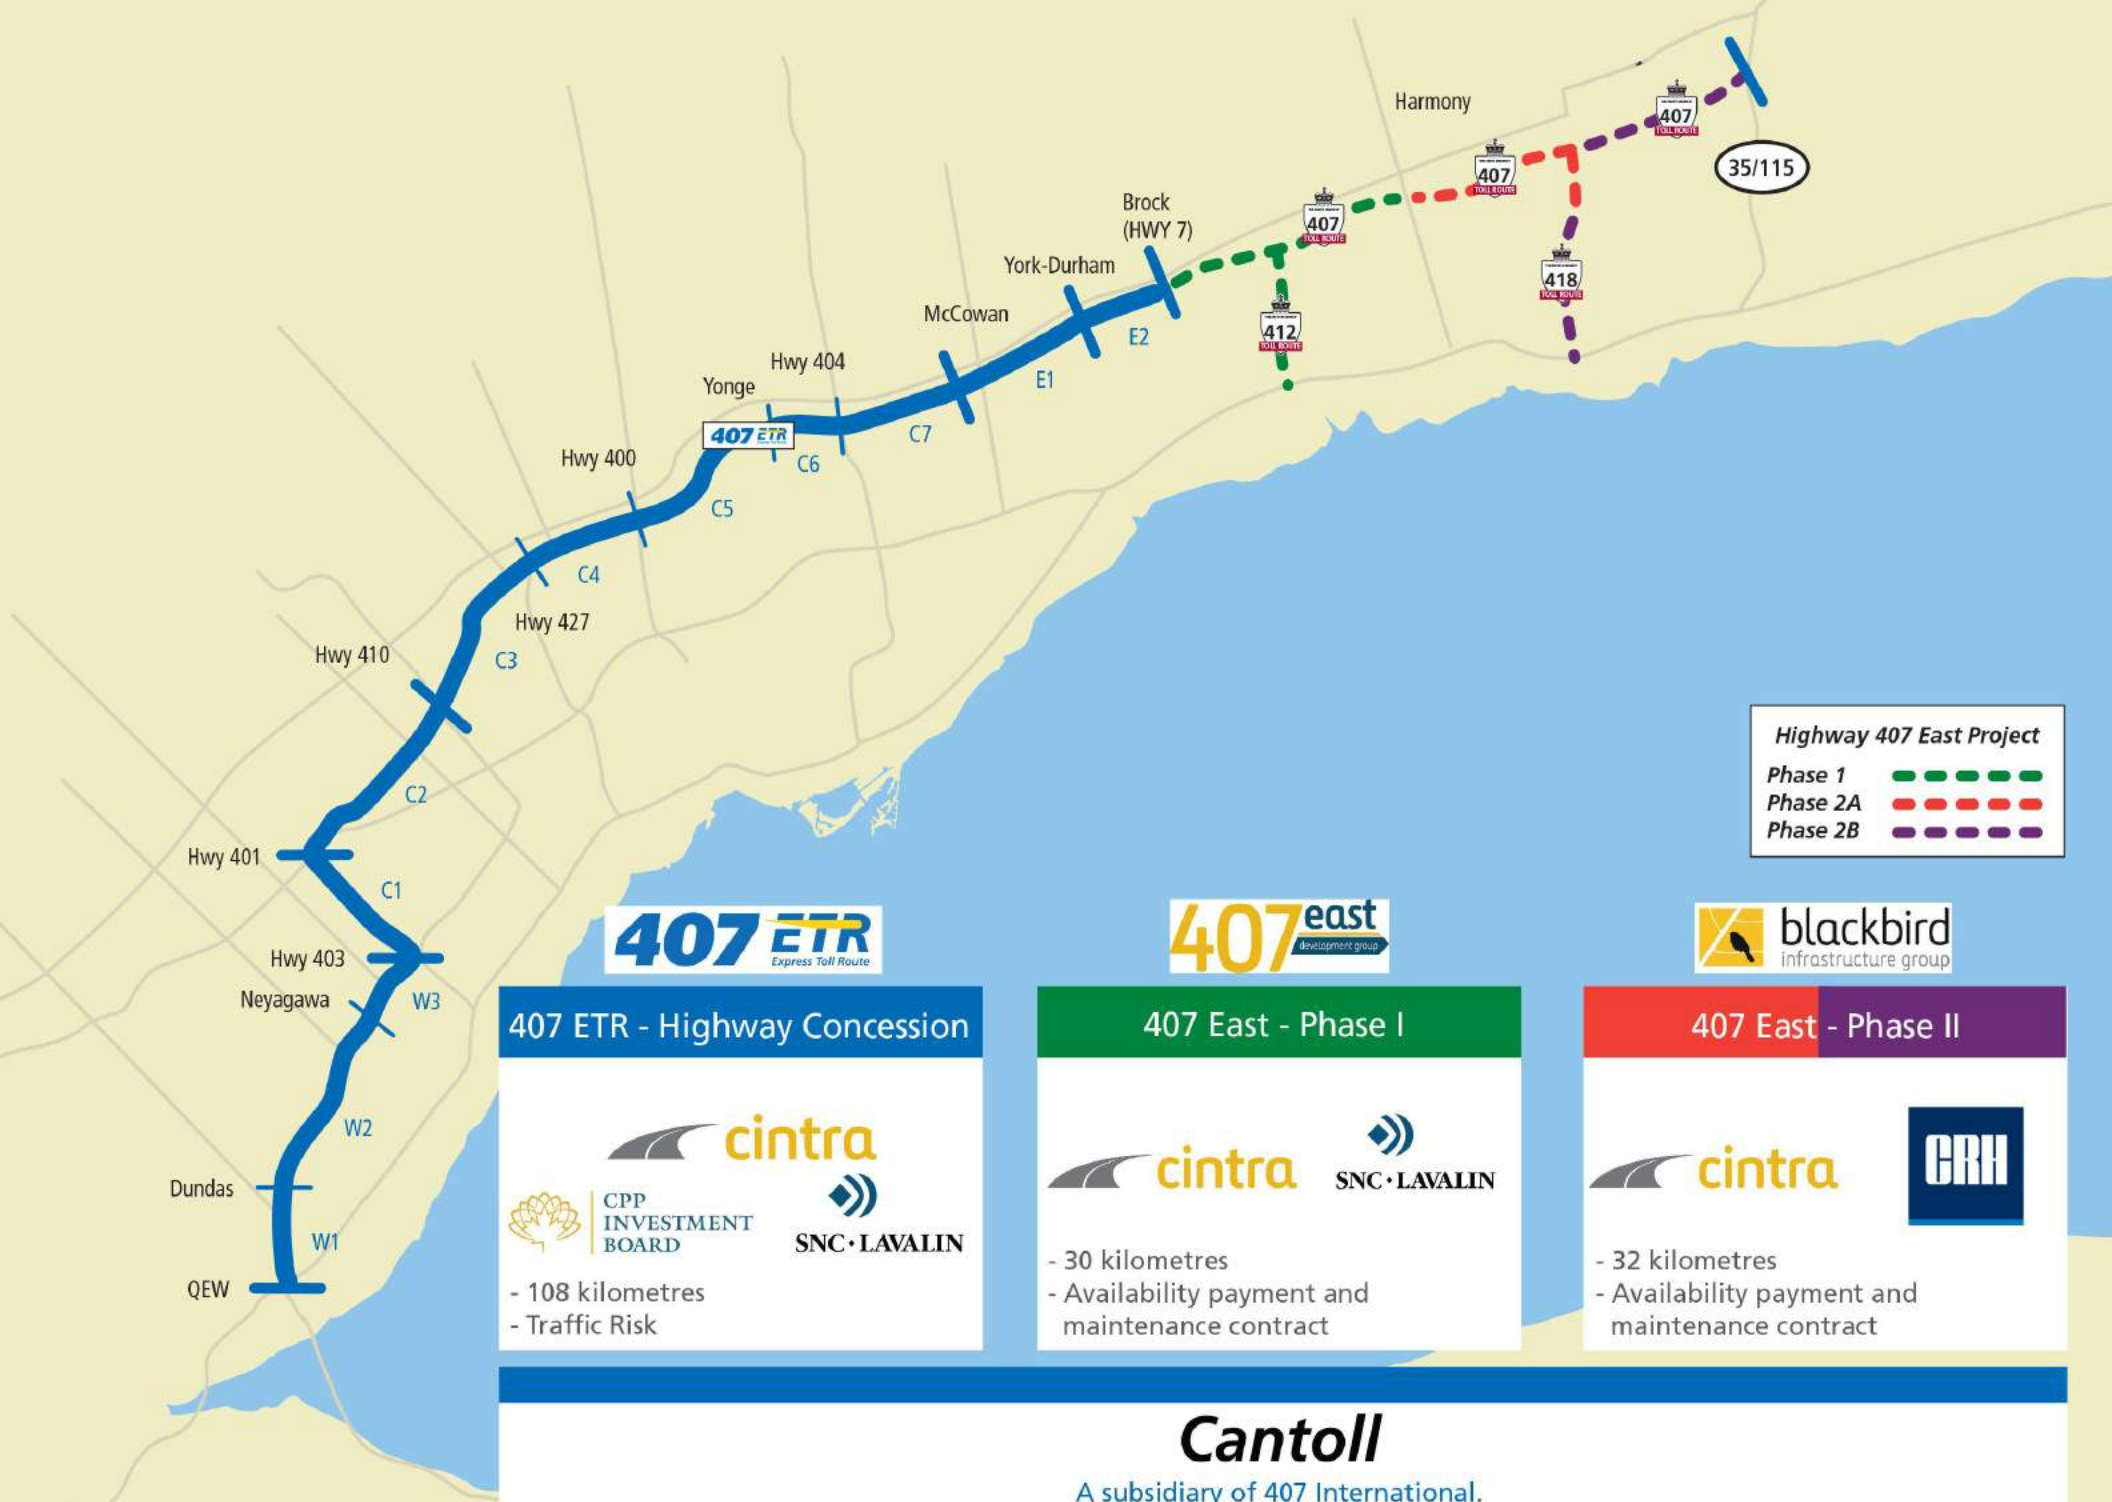 Harmony
407
TOLL ROUTE
35/115
407
TOLL ROUTE
Brock
(HWY 7)
407
TOLL ROUTE
York-Durham
418
TOLL ROUTE
McCowan
E2
412
TOLL ROUTE
Hwy 404
Yonge
E1
407 ETR
C7
Hwy 400
C6
C5
C4
Hwy 427
Hwy 410
C3
Highway 407 East Project
Phase 1
Phase 2A
Phase 2B
C2
Hwy 401
C1
Hwy 403
Neyagawa
W3
W2
Dundas
W1
QEW
407 ETR
Express Toll Route
407 ETR - Highway Concession
cintra
CPP
INVESTMENT
BOARD
SNC·LAVALIN
- 108 kilometres
- Traffic Risk
407 east
development group
407 East - Phase I
cintra
SNC·LAVALIN
- 30 kilometres
- Availability payment and
maintenance contract
blackbird
infrastructure group
407 East - Phase II
cintra
CRH
- 32 kilometres
- Availability payment and
maintenance contract
Cantoll
A subsidiary of 407 International.